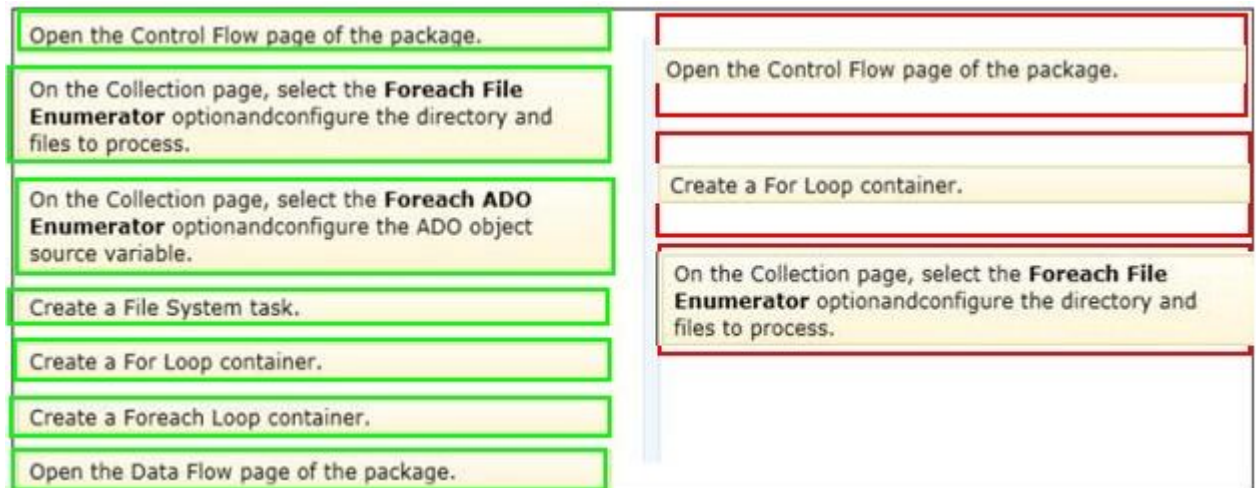 Open the Control Flow page of the package.
On the Collection page, select the Foreach File
Enumerator optionandconfigure the directory and
files to process.
On the Collection page, select the Foreach ADO
Enumerator optionandconfigure the ADO object
source variable.
Create a File System task.
Create a For Loop container.
Create a Foreach Loop container.
Open the Data Flow page of the package.
Open the Control Flow page of the package.
Create a For Loop container.
On the Collection page, select the Foreach File
Enumerator optionandconfigure the directory and
files to process.